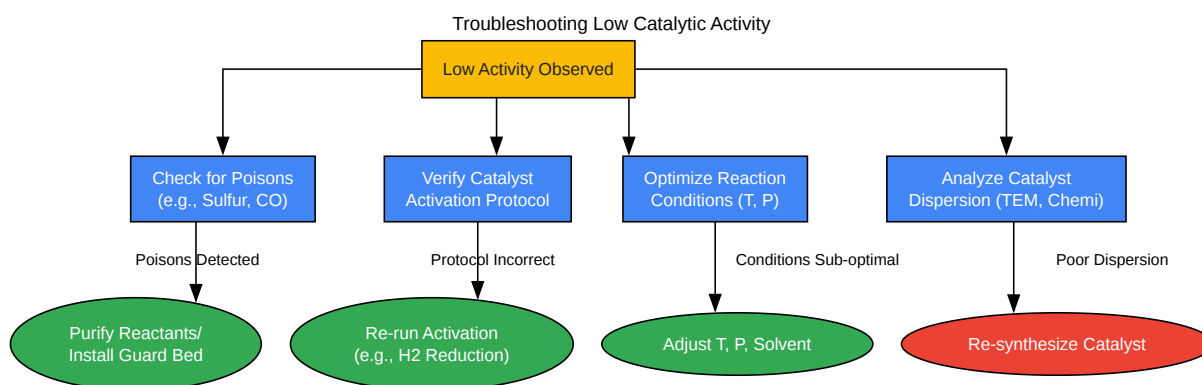 Troubleshooting Low Catalytic Activity
Low Activity Observed
Check for Poisons
(e.g., Sulfur, CO)
Verify Catalyst
Activation Protocol
Optimize Reaction
Conditions (T, P)
Analyze Catalyst
Dispersion (TEM, Chemi)
Poisons Detected
Protocol Incorrect
Conditions Sub-optimal
Poor Dispersion
Purify Reactants/
Install Guard Bed
Re-run Activation
(e.g., H2 Reduction)
Adjust T, P, Solvent
Re-synthesize Catalyst